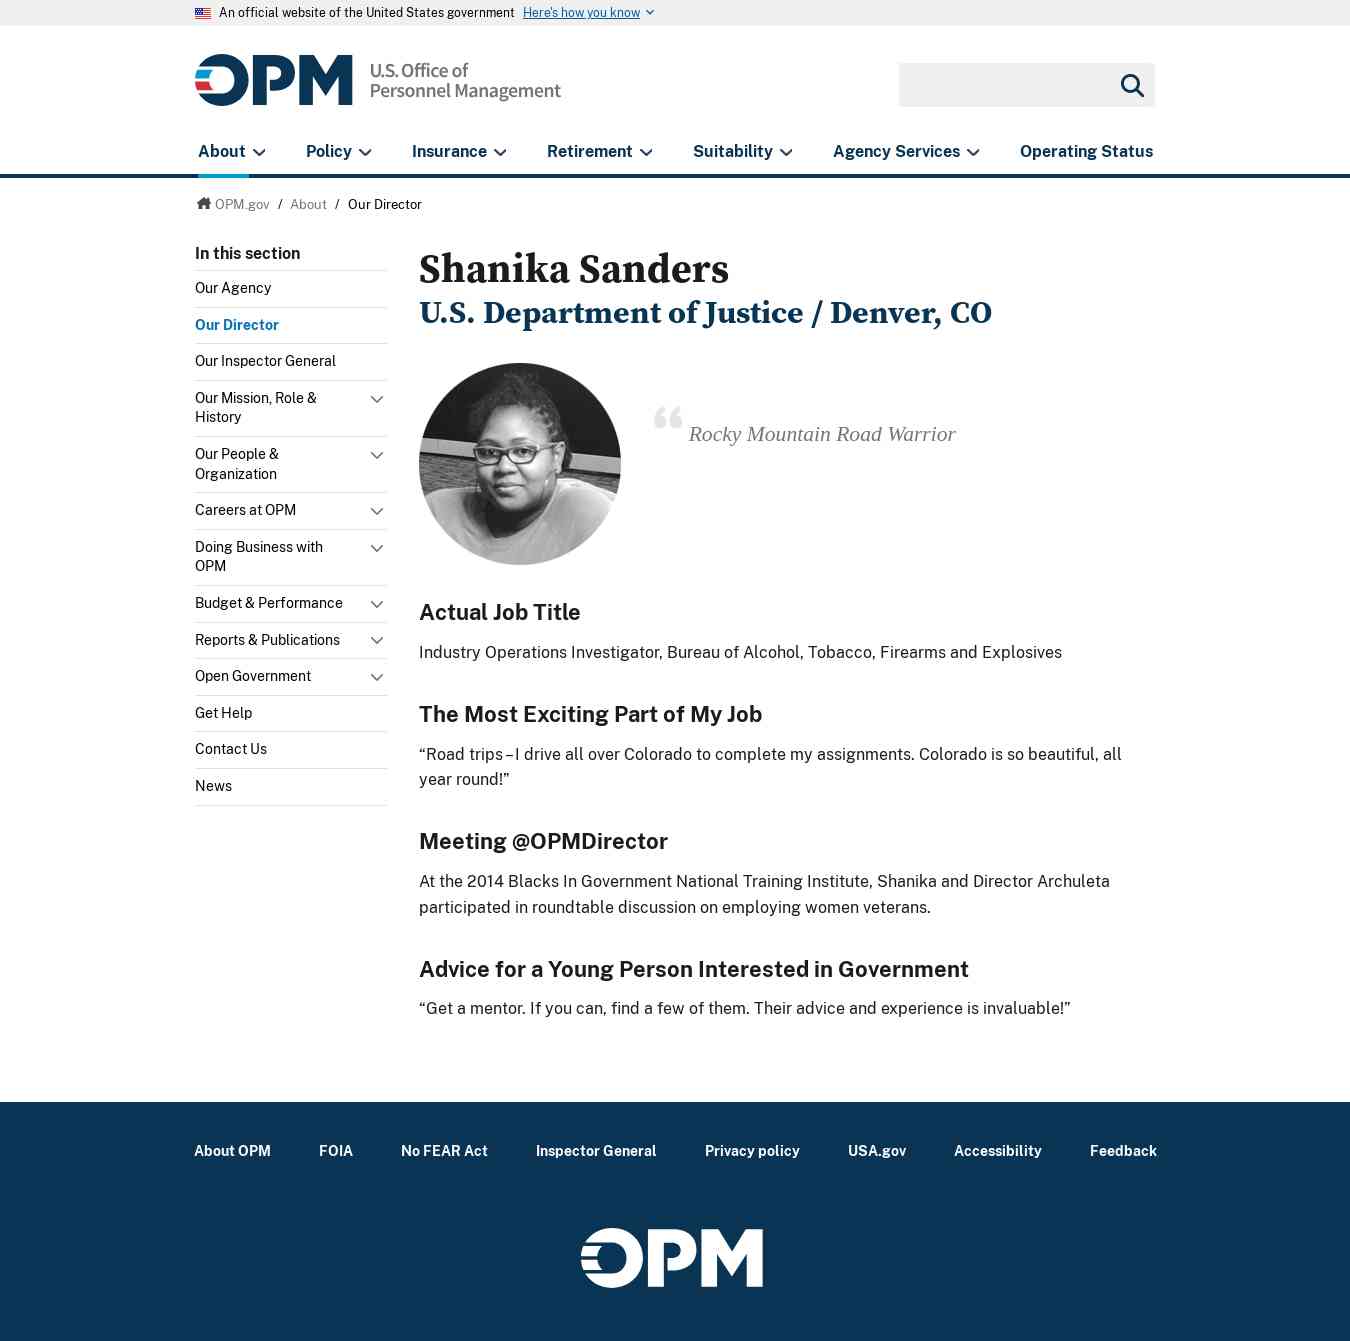 An official website of the United States government Here's how you know
OPM U.S. Office of
Personnel Management
About Policy Insurance Retirement Suitability Agency Services Operating Status
OPM.gov / About / Our Director
In this section
Our Agency
Our Director
Our Inspector General
Our Mission, Role &
History
Our People &
Organization
Careers at OPM
Doing Business with
OPM
Budget & Performance
Reports & Publications
Open Government
Get Help
Contact Us
News
Shanika Sanders
U.S. Department of Justice / Denver, CO
“ Rocky Mountain Road Warrior
Actual Job Title
Industry Operations Investigator, Bureau of Alcohol, Tobacco, Firearms and Explosives
The Most Exciting Part of My Job
“Road trips – I drive all over Colorado to complete my assignments. Colorado is so beautiful, all
year round!”
Meeting @OPMDirector
At the 2014 Blacks In Government National Training Institute, Shanika and Director Archuleta
participated in roundtable discussion on employing women veterans.
Advice for a Young Person Interested in Government
“Get a mentor. If you can, find a few of them. Their advice and experience is invaluable!”
About OPM FOIA No FEAR Act Inspector General Privacy policy USA.gov Accessibility Feedback
OPM